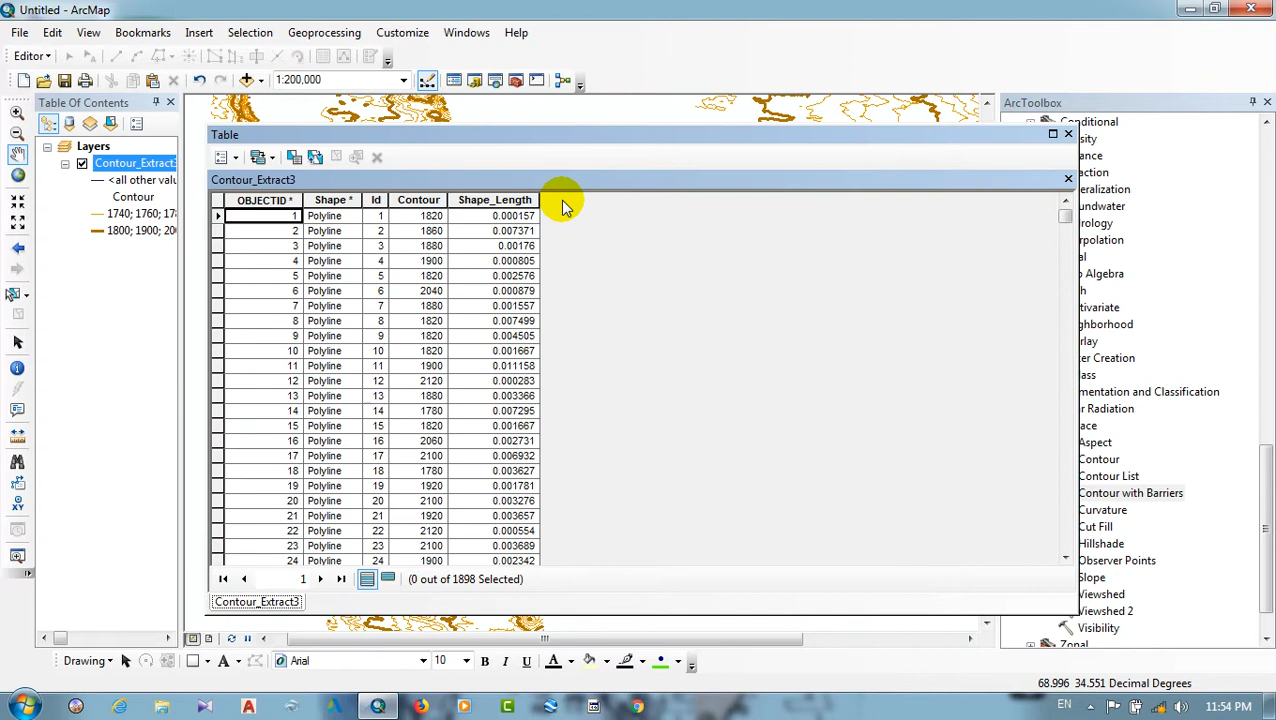 Untitled - ArcMap
File Edit View Bookmarks Insert Selection Geoprocessing Customize Windows Help
Editor
1:200,000
Table Of Contents
Layers
Contour_Extract3
<all other valu
Contour
1740; 1760; 17
1800; 1900; 20
Table
Contour_Extract3
OBJECTID * Shape * Id Contour Shape_Length
1 Polyline 1 1820 0.000157
2 Polyline 2 1860 0.007371
3 Polyline 3 1880 0.00176
4 Polyline 4 1900 0.000805
5 Polyline 5 1820 0.002576
6 Polyline 6 2040 0.000879
7 Polyline 7 1880 0.001557
8 Polyline 8 1820 0.007499
9 Polyline 9 1820 0.004505
10 Polyline 10 1820 0.001667
11 Polyline 11 1900 0.011158
12 Polyline 12 2120 0.000283
13 Polyline 13 1880 0.003366
14 Polyline 14 1780 0.007295
15 Polyline 15 1820 0.001667
16 Polyline 16 2060 0.002731
17 Polyline 17 2100 0.006932
18 Polyline 18 1780 0.003627
19 Polyline 19 1920 0.001781
20 Polyline 20 2100 0.003276
21 Polyline 21 1920 0.003657
22 Polyline 22 2120 0.000554
23 Polyline 23 2100 0.003689
24 Polyline 24 1900 0.002342
1
(0 out of 1898 Selected)
Contour_Extract3
ArcToolbox
Conditional
sity
ance
neralization
undwater
rology
rpolation
al
p Algebra
h
tivariate
ghborhood
erlay
ter Creation
lass
mentation and Classification
ar Radiation
ace
Aspect
Contour
Contour List
Contour with Barriers
Curvature
Cut Fill
Hillshade
Observer Points
Slope
Viewshed
Viewshed 2
Visibility
Zonal
Drawing
Arial
10
B I U A
68.996 34.551 Decimal Degrees
EN
11:54 PM